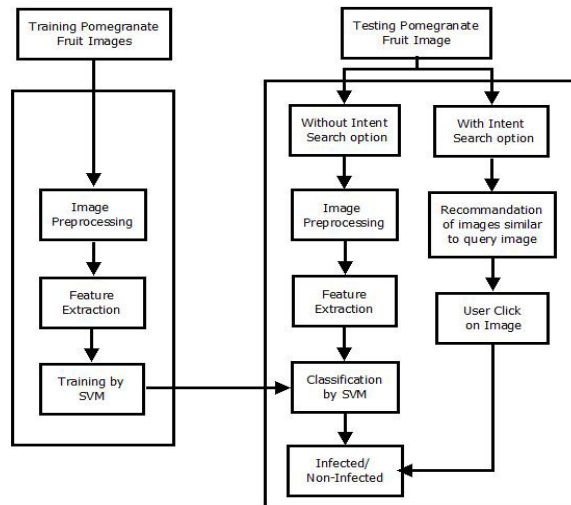 Training Pomegranate
Fruit Images
Image
Preprocessing
Feature
Extraction
Training by
SVM
Testing Pomegranate
Fruit Image
Without Intent
Search option
Image
Preprocessing
Feature
Extraction
Classification
by SVM
Infected/
Non-Infected
With Intent
Search option
Recommandation
of images similar
to query image
User Click
on Image